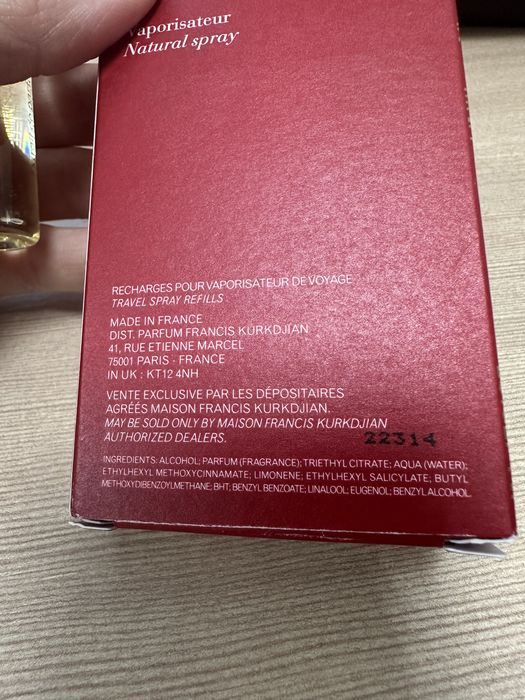 Vaporisateur
Natural spray
RECHARGES POUR VAPORISATEUR DE VOYAGE
TRAVEL SPRAY REFILLS
MADE IN FRANCE
DIST. PARFUM FRANCIS KURKDJIAN
41, RUE ETIENNE MARCEL
75001 PARIS - FRANCE
IN UK : KT12 4NH
VENTE EXCLUSIVE PAR LES DÉPOSITAIRES
AGRÉÉS MAISON FRANCIS KURKDJIAN.
MAY BE SOLD ONLY BY MAISON FRANCIS KURKDJIAN
AUTHORIZED DEALERS.
22314
INGREDIENTS: ALCOHOL; PARFUM (FRAGRANCE); TRIETHYL CITRATE; AQUA (WATER);
ETHYLHEXYL METHOXYCINNAMATE; LIMONENE; ETHYLHEXYL SALICYLATE; BUTYL
METHOXYDIBENZOYLMETHANE; BHT; BENZYL BENZOATE; LINALOOL; EUGENOL; BENZYL ALCOHOL.